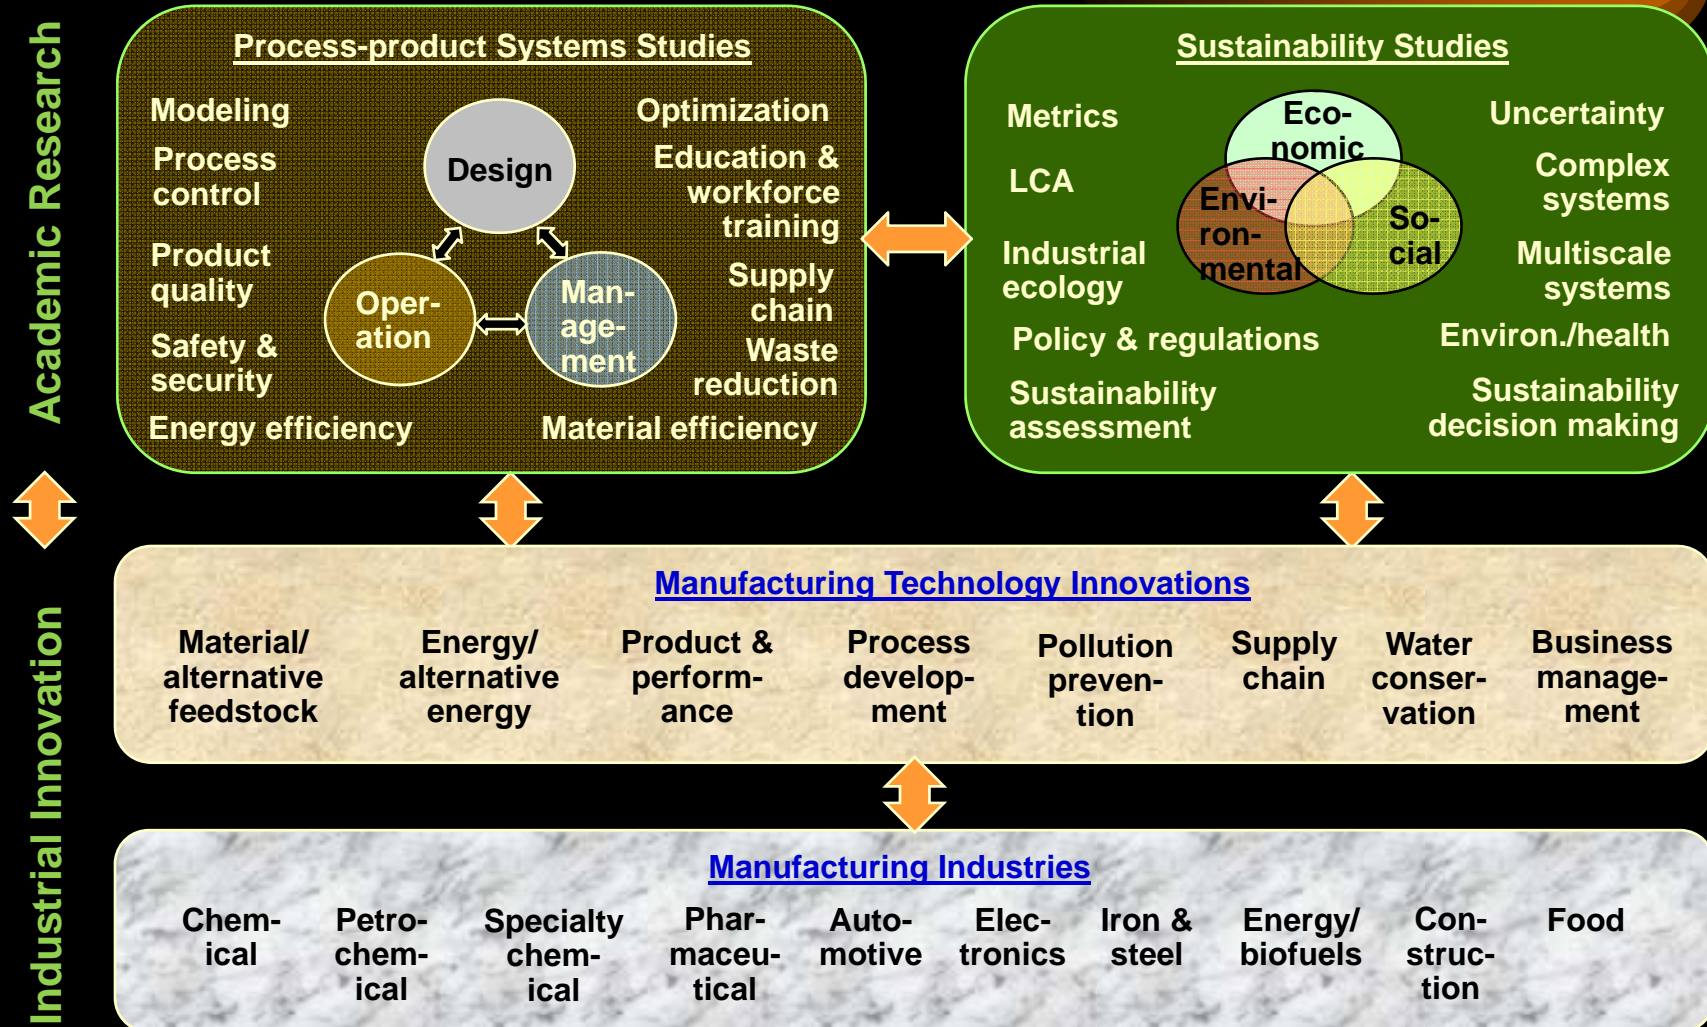 Academic Research
Process-product Systems Studies
Modeling
Process
control
Product
quality
Safety &
security
Energy efficiency
Design
Oper-
ation
Man-
age-
ment
Optimization
Education &
workforce
training
Supply
chain
Waste
reduction
Material efficiency
Sustainability Studies
Metrics
LCA
Industrial
ecology
Policy & regulations
Sustainability
assessment
Eco-
nomic
Envi-
ron-
mental
So-
cial
Uncertainty
Complex
systems
Multiscale
systems
Environ./health
Sustainability
decision making
Industrial Innovation
Manufacturing Technology Innovations
Material/
alternative
feedstock
Energy/
alternative
energy
Product &
perform-
ance
Process
develop-
ment
Pollution
preven-
tion
Supply
chain
Water
conser-
vation
Business
manage-
ment
Manufacturing Industries
Chem-
ical
Petro-
chem-
ical
Specialty
chem-
ical
Phar-
maceu-
tical
Auto-
motive
Elec-
tronics
Iron &
steel
Energy/
biofuels
Con-
struc-
tion
Food